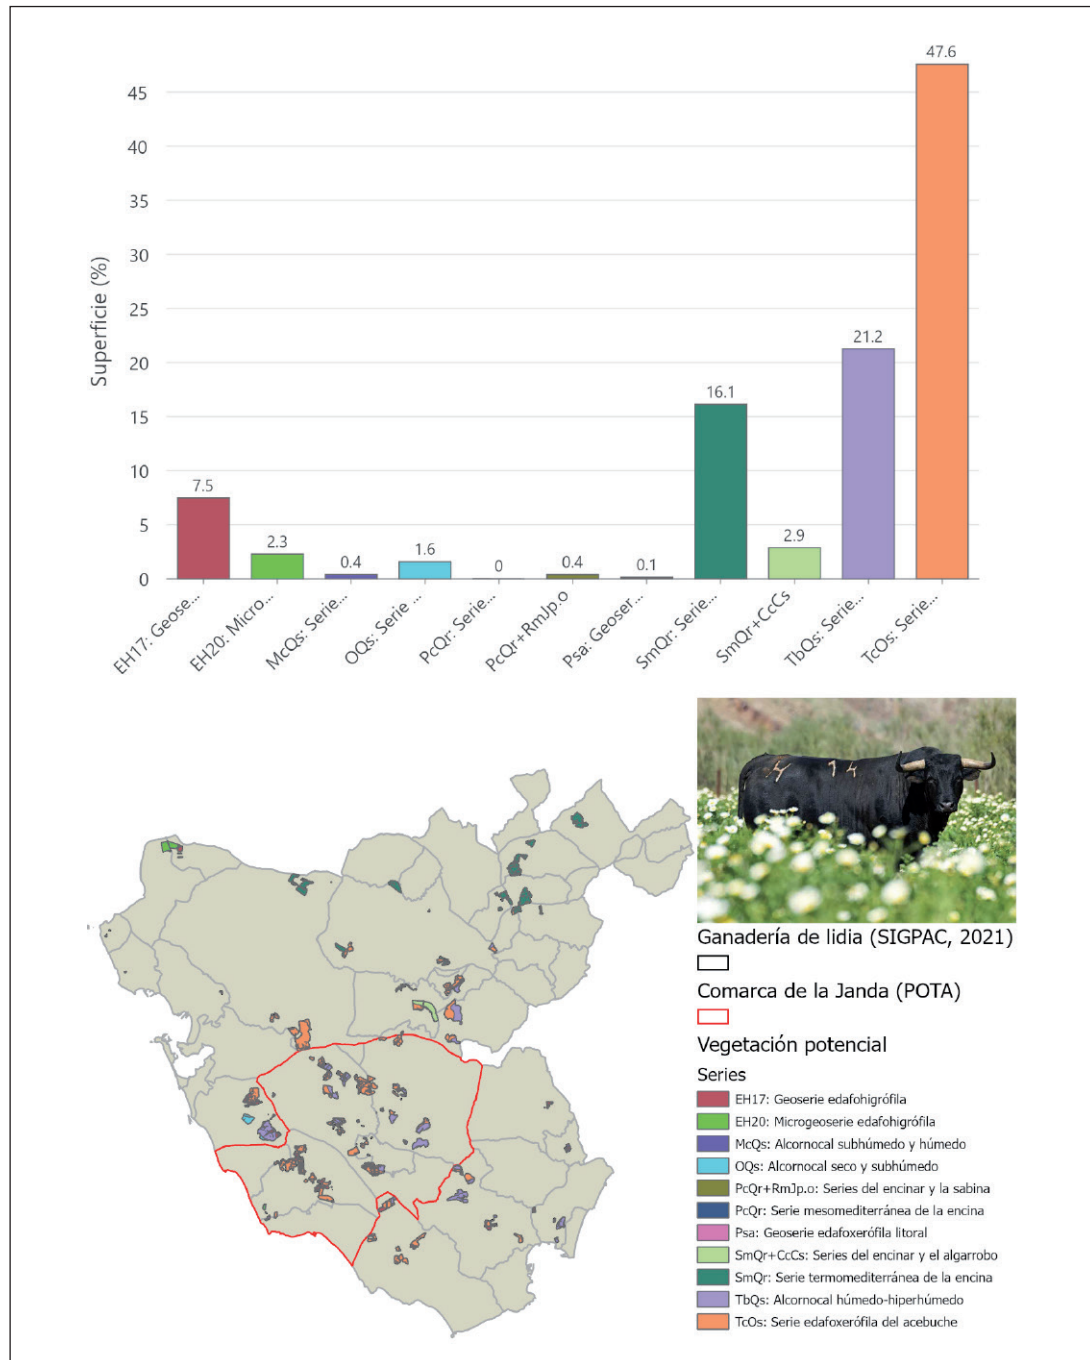 47.6
45
40
35
30
25
21.2
20
16.1
15
10
7.5
5
2.3
0.4
1.6
0
0.4
0.1
2.9
0
Superficie (%)
EH17: Geose...
EH20: Micro...
McQs: Serie...
OQs: Serie ...
PcQr: Serie...
PcQr+RmJp.o
Psa: Geoser...
SmQr: Serie...
SmQr+CcCs
TbQs: Serie...
TcOs: Serie...
Ganadería de lidia (SIGPAC, 2021)
Comarca de la Janda (POTA)
Vegetación potencial
Series
EH17: Geoserie edafohigrófila
EH20: Microgeoserie edafohigrófila
McQs: Alcornocal subhúmedo y húmedo
OQs: Alcornocal seco y subhúmedo
PcQr+RmJp.o: Series del encinar y la sabina
PcQr: Serie mesomediterránea de la encina
Psa: Geoserie edafoxerófila litoral
SmQr+CcCs: Series del encinar y el algarrobo
SmQr: Serie termomediterránea de la encina
TbQs: Alcornocal húmedo-hiperhúmedo
TcOs: Serie edafoxerófila del acebuche